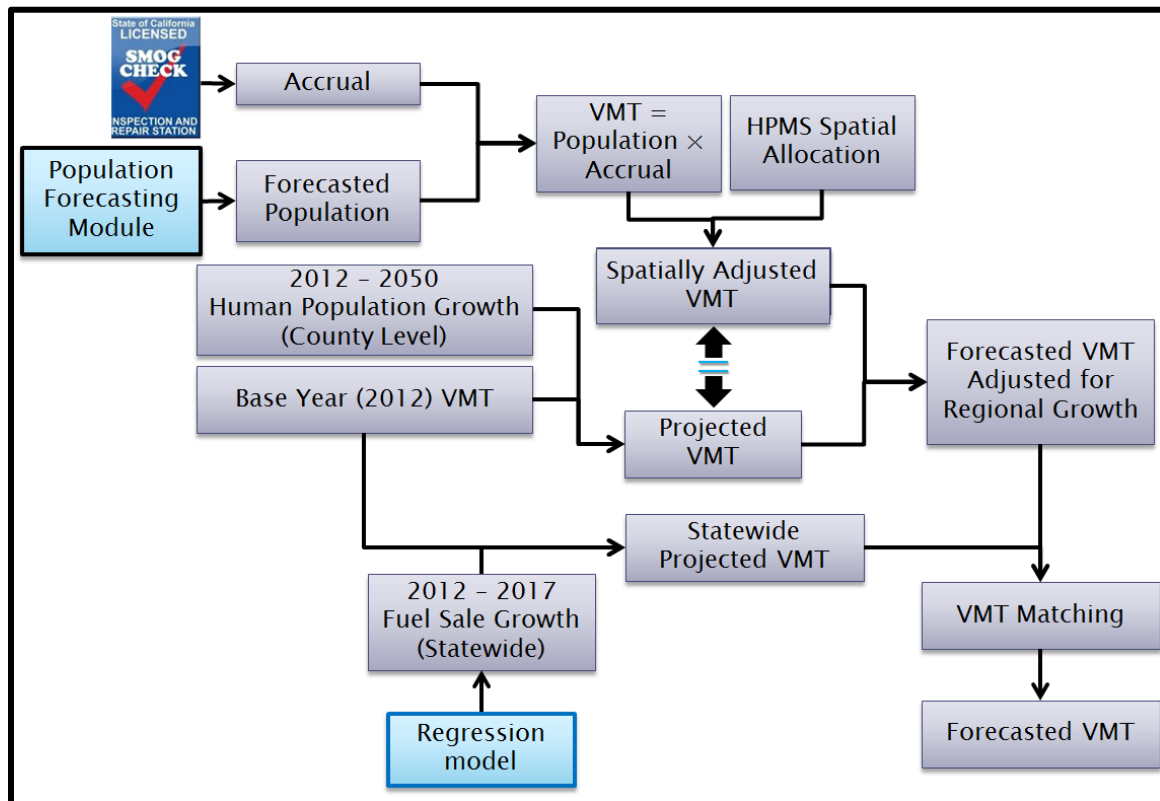 State of California
LICENSED
SMOG
CHECK
INSPECTION AND
REPAIR STATION
Accrual
VMT =
Population ×
Accrual
HPMS Spatial
Allocation
Population
Forecasting
Module
Forecasted
Population
2012 – 2050
Human Population Growth
(County Level)
Spatially Adjusted
VMT
Forecasted VMT
Adjusted for
Regional Growth
Base Year (2012) VMT
Projected
VMT
Statewide
Projected VMT
2012 – 2017
Fuel Sale Growth
(Statewide)
VMT Matching
Regression
model
Forecasted VMT